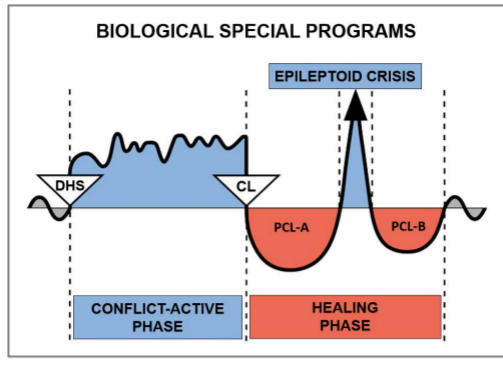 BIOLOGICAL SPECIAL PROGRAMS
EPILEPTOID CRISIS
DHS
CL
PCL-A
PCL-B
CONFLICT-ACTIVE
PHASE
HEALING
PHASE